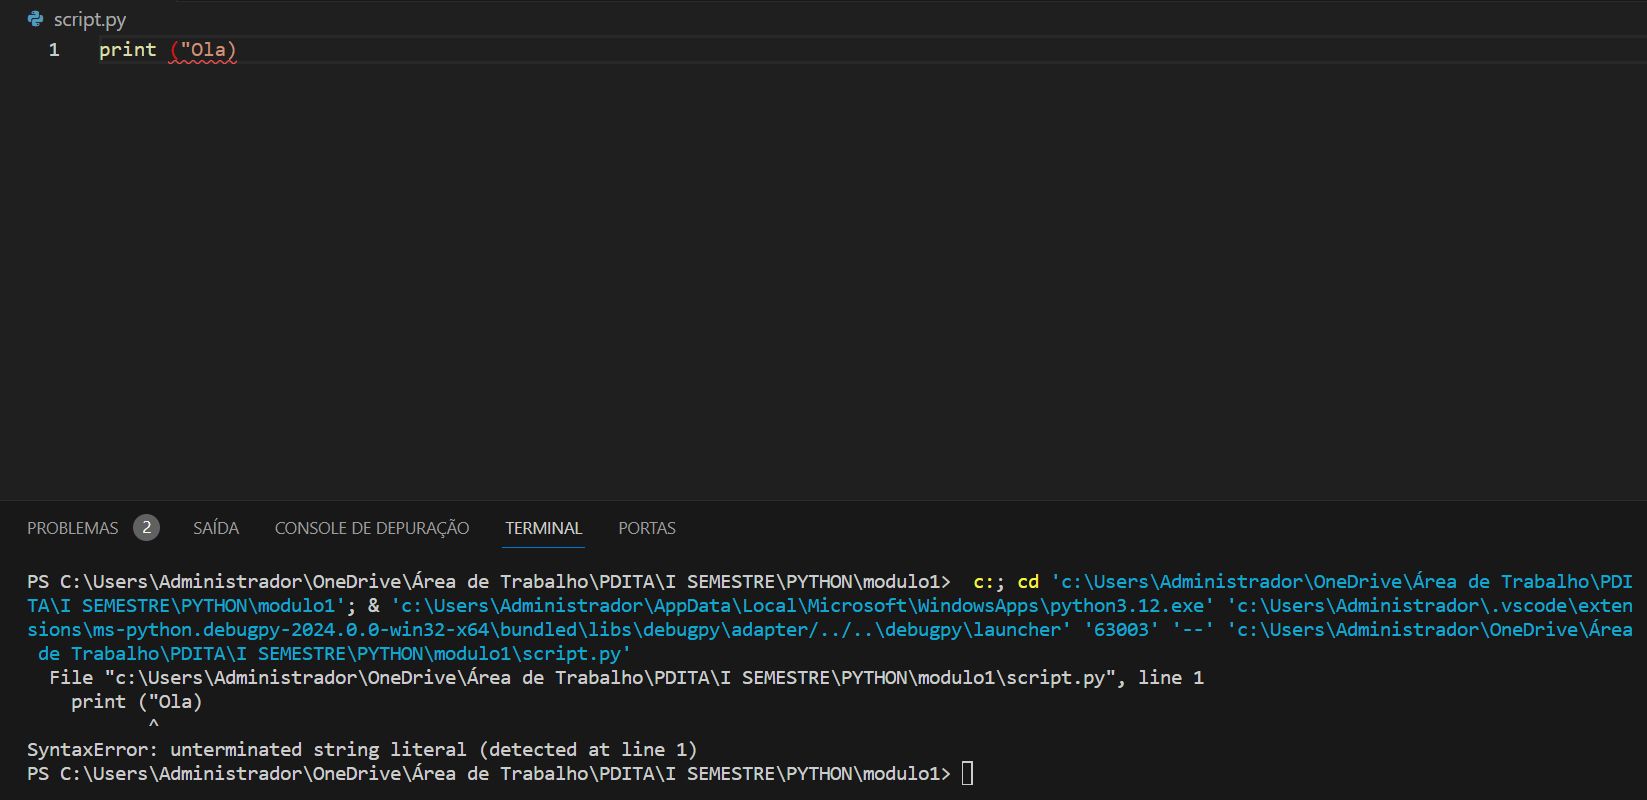 script.py
1 print ("Ola)
PROBLEMAS 2 SAÍDA CONSOLE DE DEPURAÇÃO TERMINAL PORTAS
PS C:\Users\Administrador\OneDrive\Área de Trabalho\PDITA\I SEMESTRE\PYTHON\modulo1>  c:; cd 'c:\Users\Administrador\OneDrive\Área de Trabalho\PDI
TA\I SEMESTRE\PYTHON\modulo1'; & 'c:\Users\Administrador\AppData\Local\Microsoft\WindowsApps\python3.12.exe' 'c:\Users\Administrador\.vscode\exten
sions\ms-python.debugpy-2024.0.0-win32-x64\bundled\libs\debugpy\adapter/../..\debugpy\launcher' '63003' '--' 'c:\Users\Administrador\OneDrive\Área
 de Trabalho\PDITA\I SEMESTRE\PYTHON\modulo1\script.py'
  File "c:\Users\Administrador\OneDrive\Área de Trabalho\PDITA\I SEMESTRE\PYTHON\modulo1\script.py", line 1
    print ("Ola)
           ^
SyntaxError: unterminated string literal (detected at line 1)
PS C:\Users\Administrador\OneDrive\Área de Trabalho\PDITA\I SEMESTRE\PYTHON\modulo1>